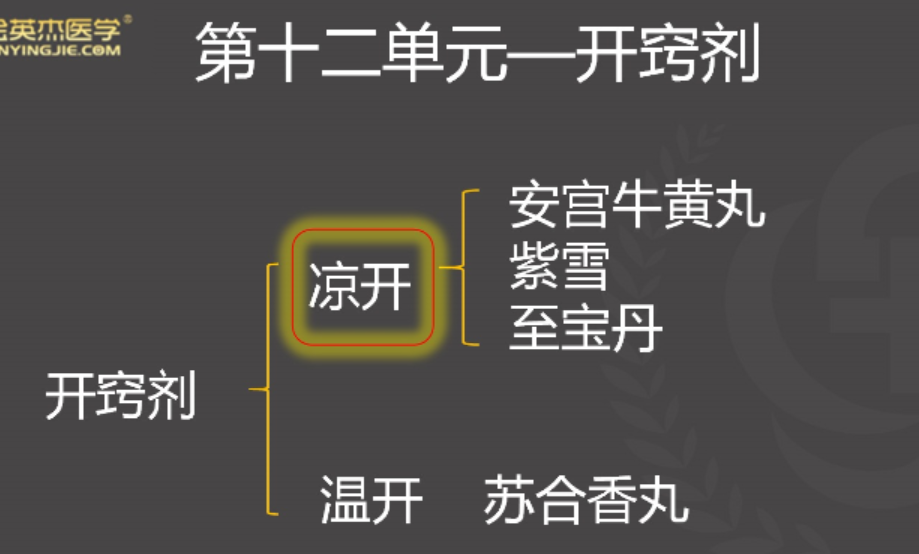 英杰医学®
NYINGJIE.COM
第十二单元—开窍剂
安宫牛黄丸
凉开
紫雪
至宝丹
开窍剂
温开 苏合香丸